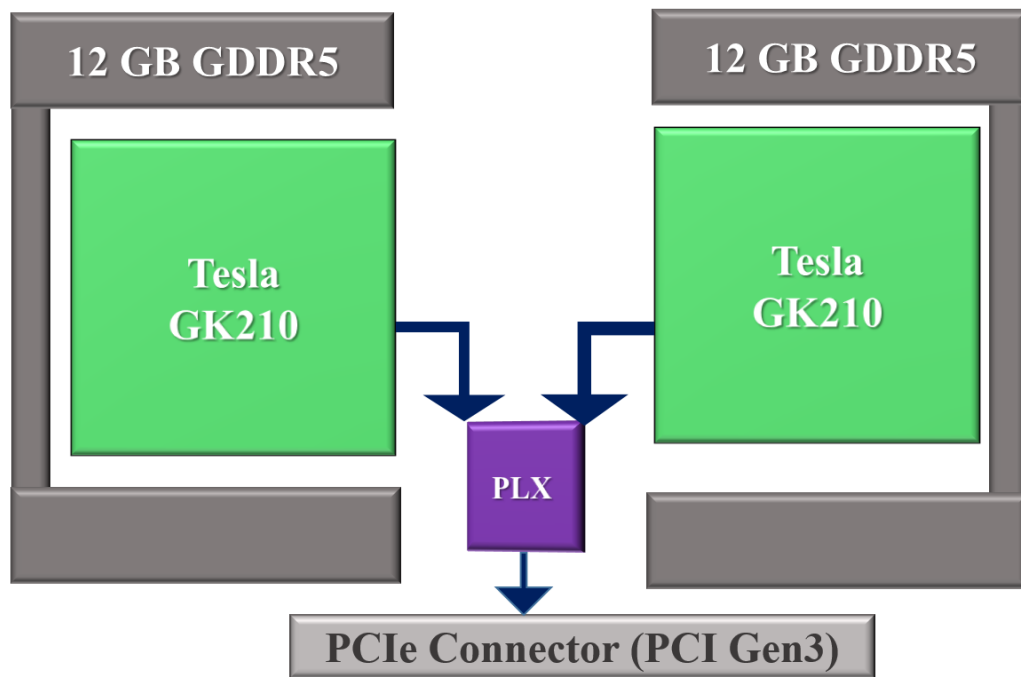 12 GB GDDR5
12 GB GDDR5
Tesla
GK210
Tesla
GK210
PLX
PCIe Connector (PCI Gen3)